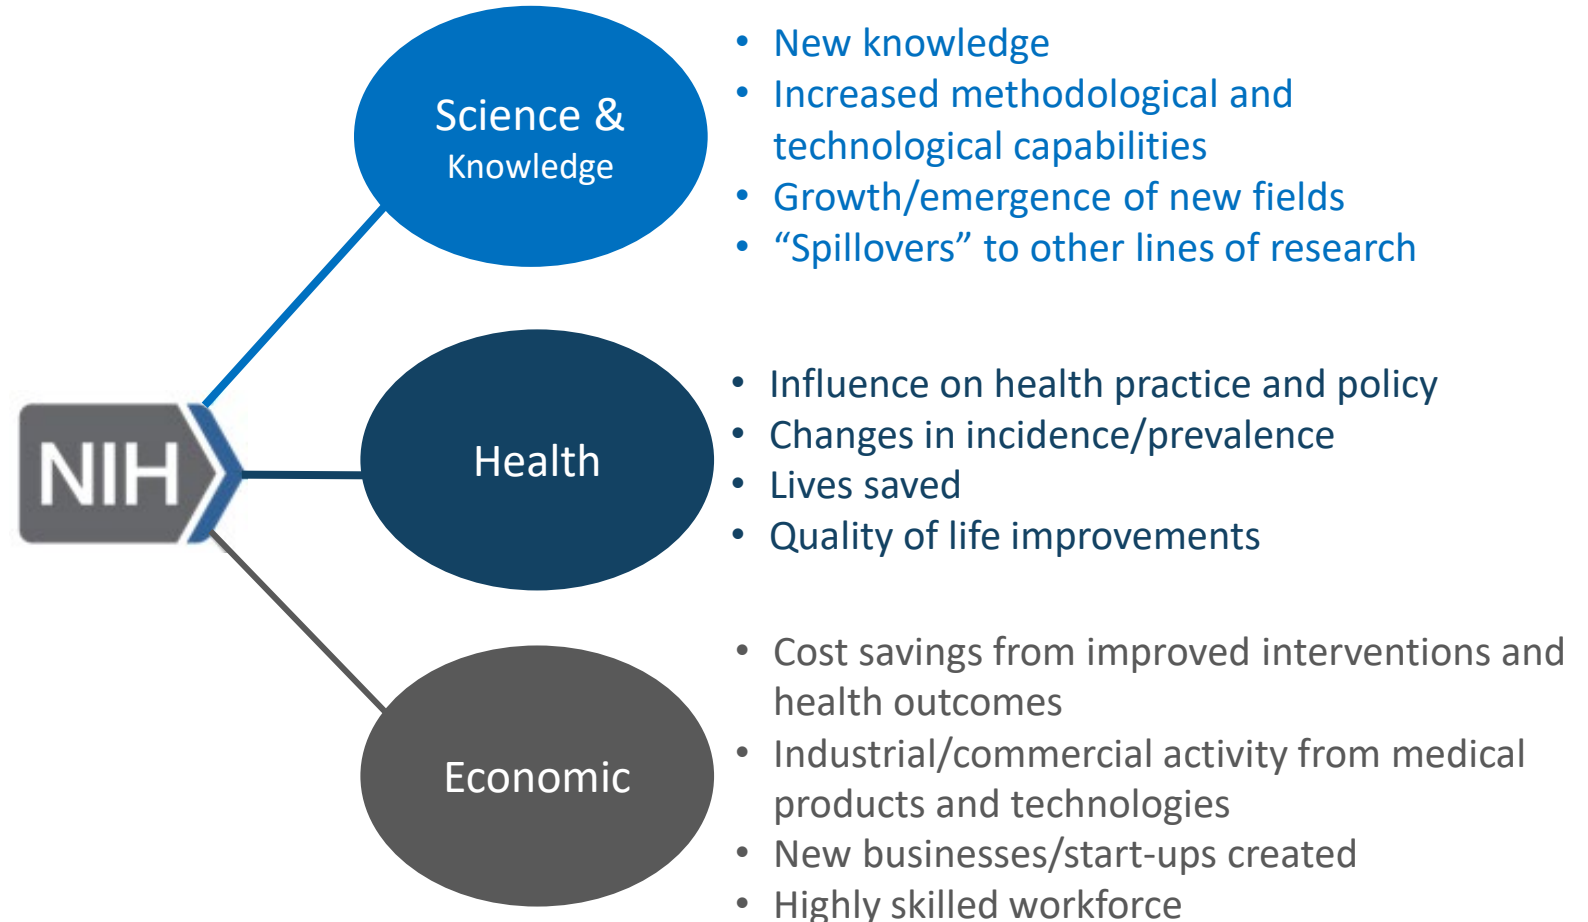 NIH
Science &
Knowledge
• New knowledge
• Increased methodological and
technological capabilities
• Growth/emergence of new fields
• “Spillovers” to other lines of research
Health
• Influence on health practice and policy
• Changes in incidence/prevalence
• Lives saved
• Quality of life improvements
Economic
• Cost savings from improved interventions and
health outcomes
• Industrial/commercial activity from medical
products and technologies
• New businesses/start-ups created
• Highly skilled workforce